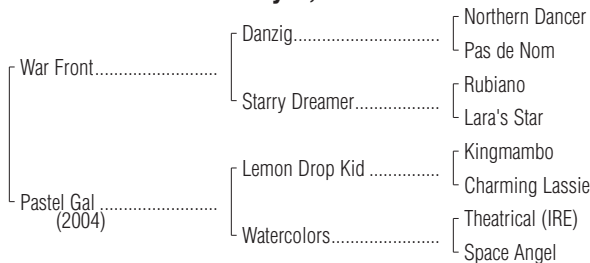 Northern Dancer
Danzig..............................
Pas de Nom
War Front.........................
Rubiano
Starry Dreamer..................
Lara's Star
Kingmambo
Lemon Drop Kid ...............
Charming Lassie
Pastel Gal ........................
(2004)
Theatrical (IRE)
Watercolors.......................
Space Angel